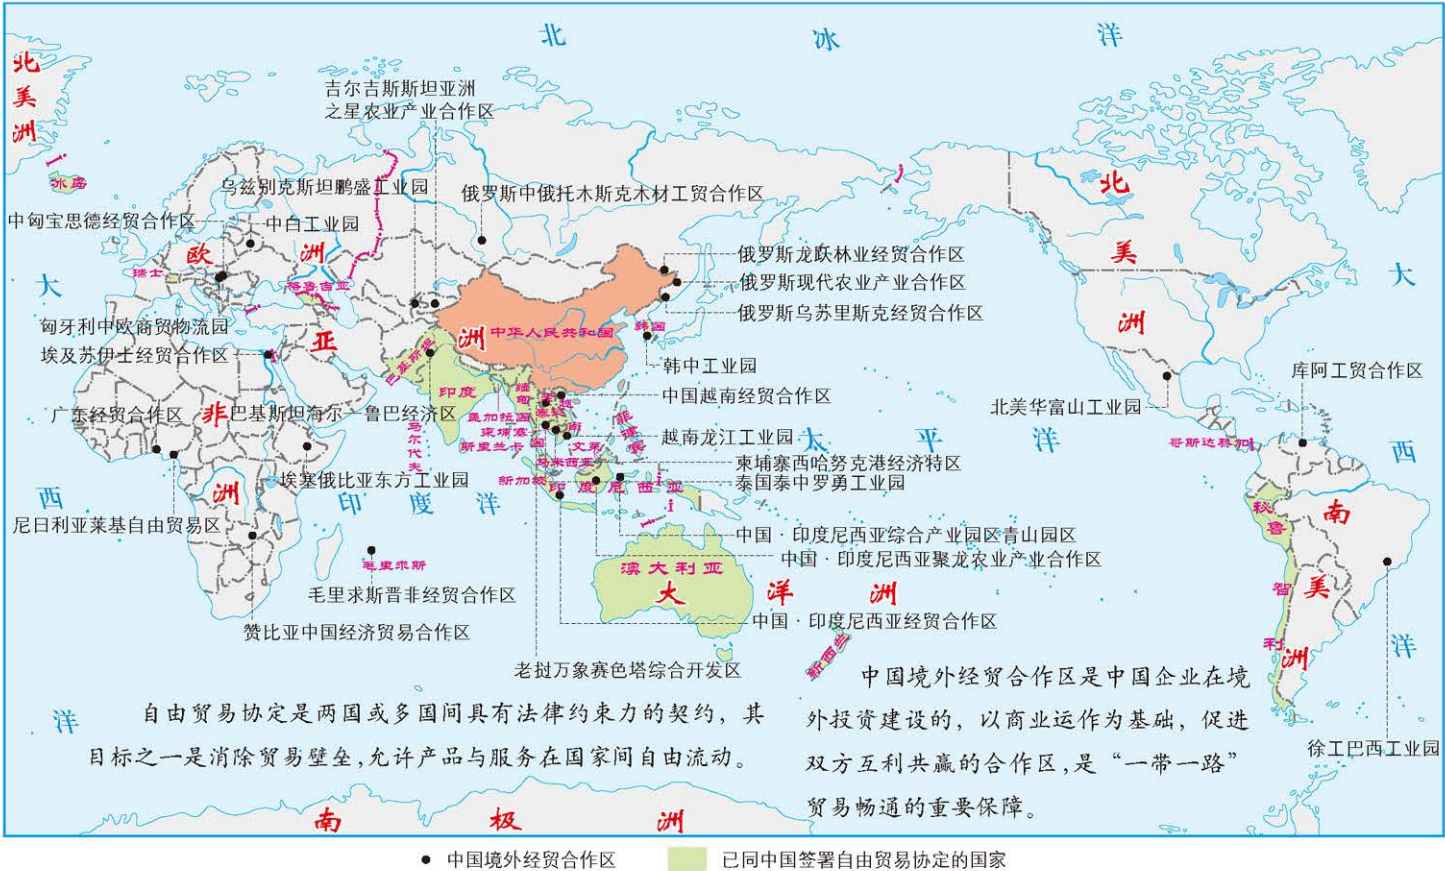 北 冰 洋
北
美
洲
吉尔吉斯斯坦亚洲
之星农业产业合作区
冰岛
乌兹别克斯坦鹏盛工业园
俄罗斯中俄托木斯克木材工贸合作区
中匈宝思德经贸合作区
中白工业园
欧 洲
瑞士
格鲁吉亚
大
西
洋
匈牙利中欧商贸物流园
埃及苏伊士经贸合作区
亚 洲
中华人民共和国
韩国
俄罗斯龙跃林业经贸合作区
俄罗斯现代农业产业合作区
俄罗斯乌苏里斯克经贸合作区
韩中工业园
中国越南经贸合作区
越南龙江工业园
柬埔寨西哈努克港经济特区
泰国泰中罗勇工业园
中国·印度尼西亚综合产业园区青山园区
中国·印度尼西亚聚龙农业产业合作区
中国·印度尼西亚经贸合作区
老挝万象赛色塔综合开发区
巴基斯坦
印度
缅甸
孟加拉国
柬埔寨
斯里兰卡
马尔代夫
泰国
越南
文莱
菲律宾
马来西亚
新加坡
印度尼西亚
广东经贸合作区
巴基斯坦海尔—鲁巴经济区
非 洲
埃塞俄比亚东方工业园
尼日利亚莱基自由贸易区
印 度 洋
毛里求斯
毛里求斯晋非经贸合作区
赞比亚中国经济贸易合作区
澳大利亚
大 洋 洲
新西兰
太 平 洋
北
美
洲
北美华富山工业园
库阿工贸合作区
哥斯达黎加
大
西
洋
秘鲁
智利
南
美
洲
徐工巴西工业园
自由贸易协定是两国或多国间具有法律约束力的契约，其
目标之一是消除贸易壁垒,允许产品与服务在国家间自由流动。
中国境外经贸合作区是中国企业在境
外投资建设的，以商业运作为基础，促进
双方互利共赢的合作区,是“一带一路”
贸易畅通的重要保障。
南 极 洲
中国境外经贸合作区
已同中国签署自由贸易协定的国家